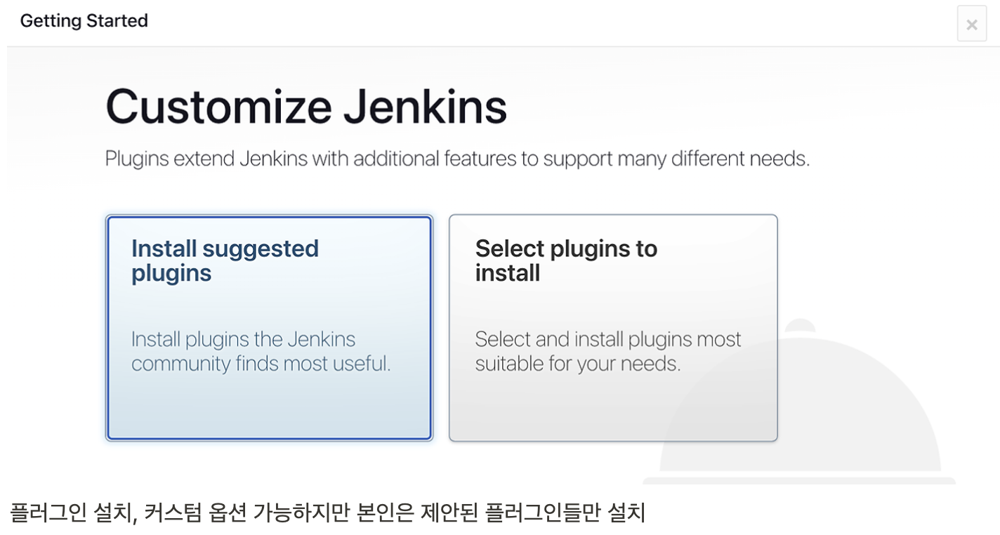 Getting Started
×
Customize Jenkins
Plugins extend Jenkins with additional features to support many different needs.
Install suggested
plugins
Install plugins the Jenkins
community finds most useful.
Select plugins to
install
Select and install plugins most
suitable for your needs.
플러그인 설치, 커스텀 옵션 가능하지만 본인은 제안된 플러그인들만 설치